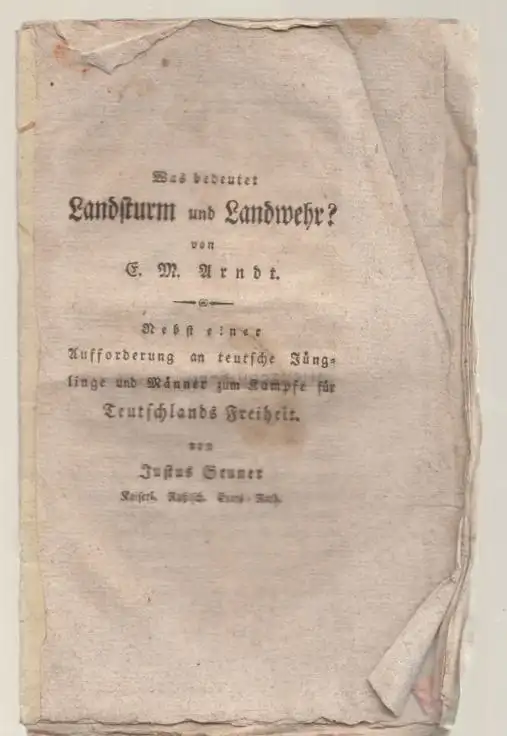 Was bedeutet
Landsturm und Landwehr?
von
E. M. Arndt.
Nebst einer
Aufforderung an teutsche Jüng-
linge und Männer zum Kampfe für
Teutschlands Freiheit.
von
Justus Gruner
Kaiserl. Russisch. Staats-Rath.